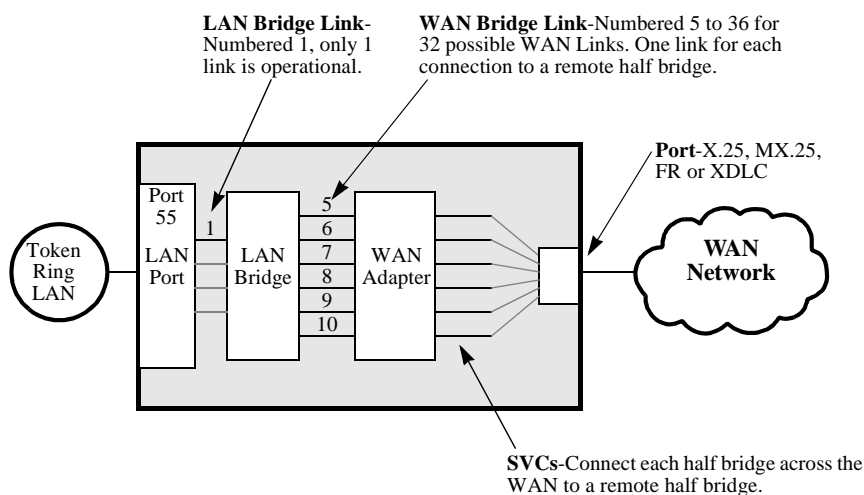 LAN Bridge Link-
Numbered 1, only 1
link is operational.
WAN Bridge Link-Numbered 5 to 36 for
32 possible WAN Links. One link for each
connection to a remote half bridge.
Port-X.25, MX.25,
FR or XDLC
Port
55
LAN
Port
1
Token
Ring
LAN
LAN
Bridge
5
6
7
8
9
10
WAN
Adapter
WAN
Network
SVCs-Connect each half bridge across the
WAN to a remote half bridge.